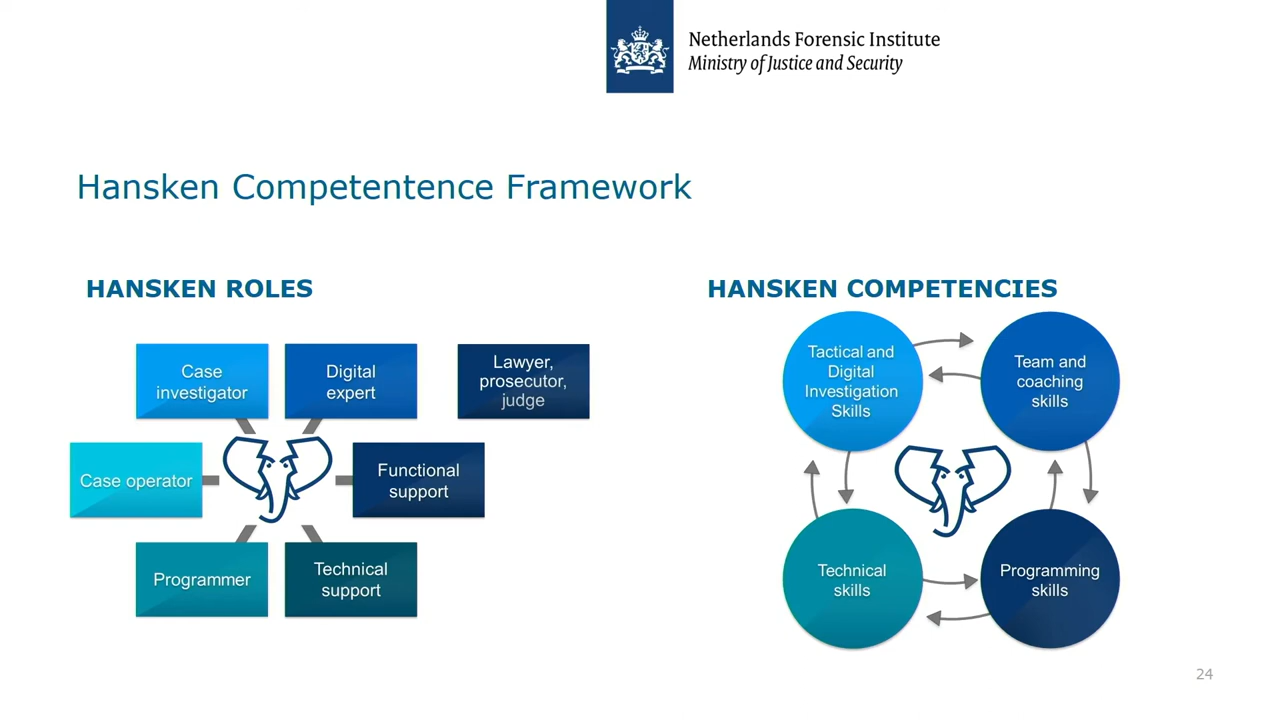 Netherlands Forensic Institute
Ministry of Justice and Security
Hansken Competentence Framework
HANSKEN ROLES
Case
investigator
Digital
expert
Lawyer,
prosecutor,
judge
Case operator
Functional
support
Programmer
Technical
support
HANSKEN COMPETENCIES
Tactical and
Digital
Investigation
Skills
Team and
coaching
skills
Technical
skills
Programming
skills
24